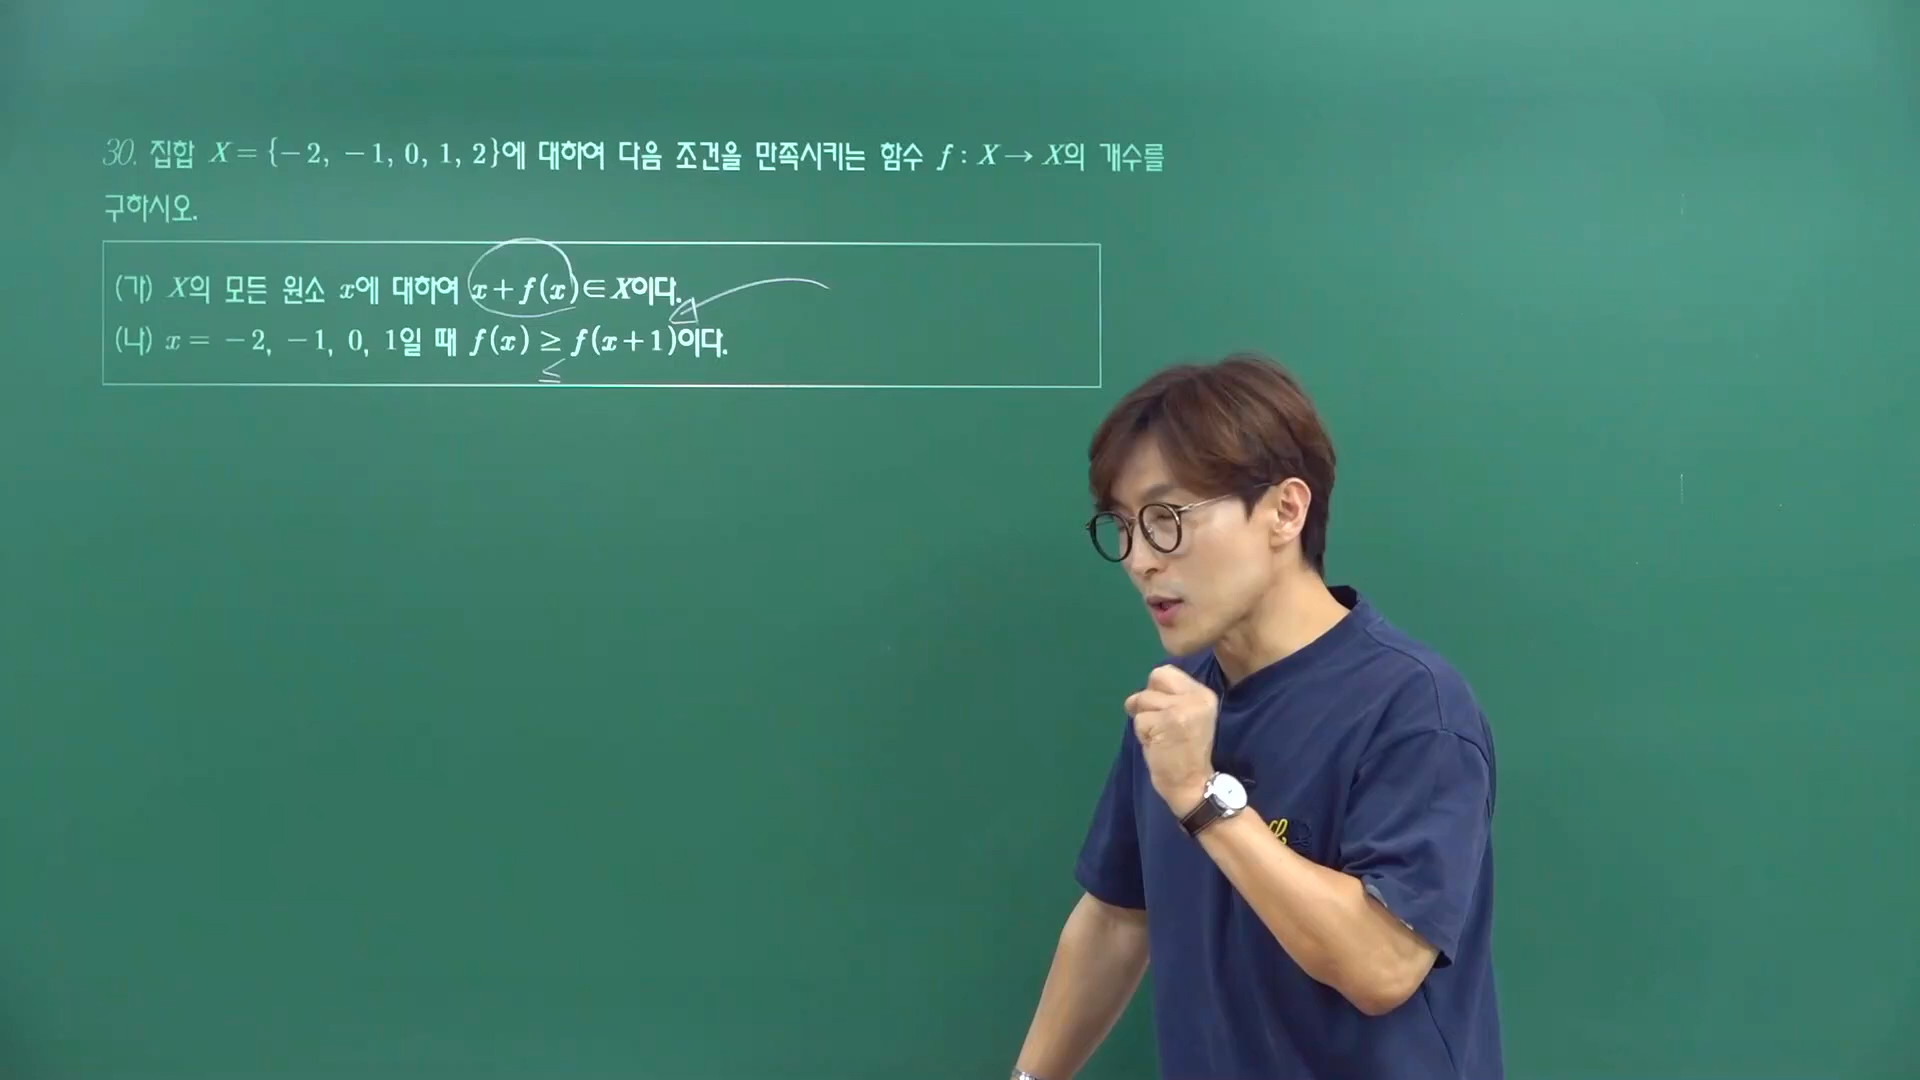 30. 집합 X = {−2, −1, 0, 1, 2}에 대하여 다음 조건을 만족시키는 함수 f : X → X의 개수를
구하시오.
(가) X의 모든 원소 x에 대하여 x+f(x)∈X이다.
(나) x = −2, −1, 0, 1일 때 f(x) ≥ f(x+1)이다.
≤